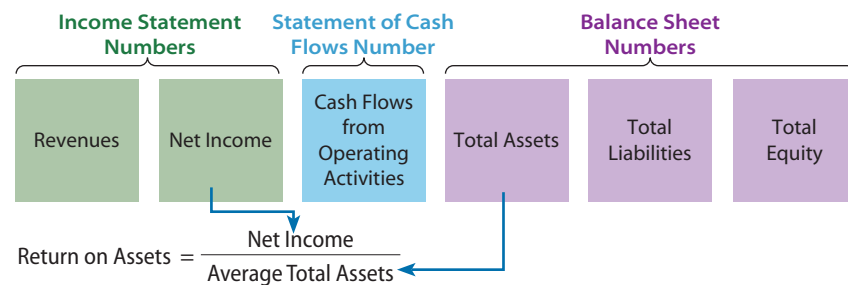 Income Statement
Numbers
Statement of Cash
Flows Number
Balance Sheet
Numbers
Revenues
Net Income
Cash Flows
from
Operating
Activities
Total Assets
Total
Liabilities
Total
Equity
Return on Assets = Net Income
Average Total Assets